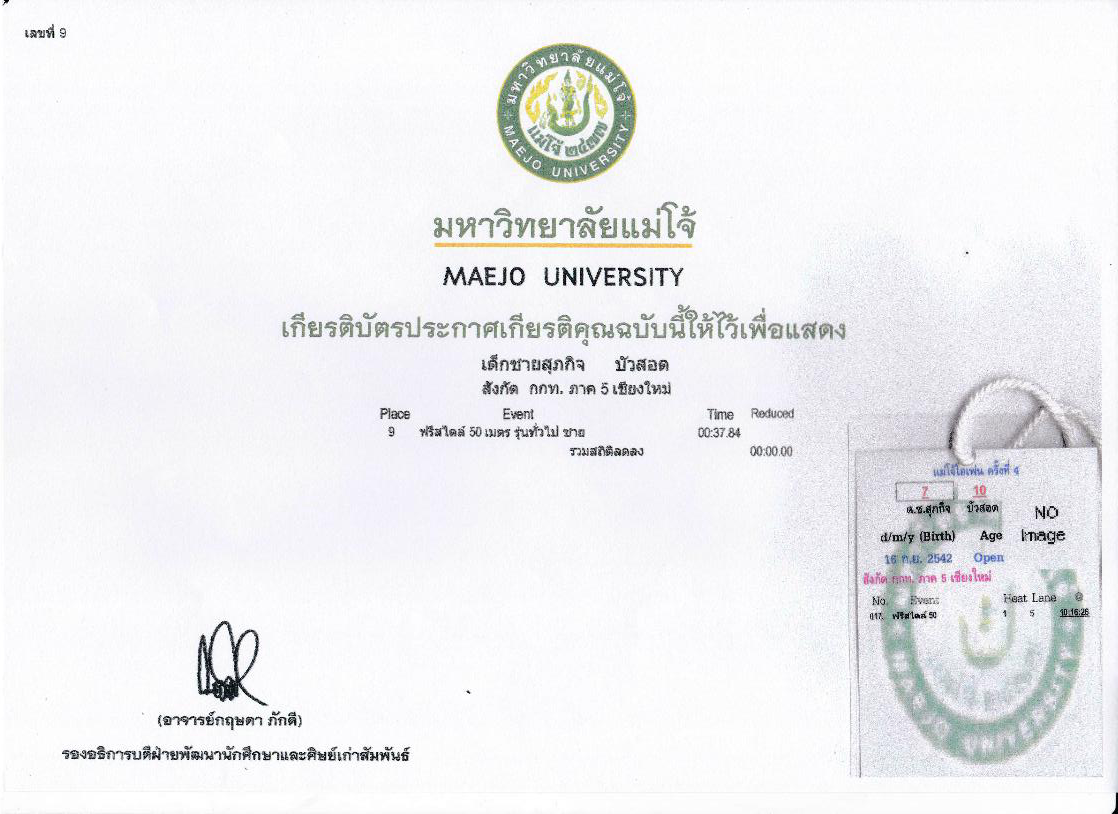 เลขที่ 9
มหาวิทยาลัยแม่โจ้
MAEJO UNIVERSITY
แม่โจ้ ๒๔๗๗
มหาวิทยาลัยแม่โจ้
MAEJO UNIVERSITY
เกียรติบัตรประกาศเกียรติคุณฉบับนี้ให้ไว้เพื่อแสดง
เด็กชายสุภกิจ บัวสอด
สังกัด กกท. ภาค 5 เชียงใหม่
Place Event Time Reduced
9 ฟรีสไตล์ 50 เมตร รุ่นทั่วไป ชาย 00:37.84
รวมสถิติลดลง 00:00.00
แม่โจ้โอเพ่น ครั้งที่ 4
7 10
ด.ช.สุภกิจ บัวสอด
NO
Image
d/m/y (Birth) Age
16 ก.ย. 2542 Open
สังกัด กกท. ภาค 5 เชียงใหม่
No. Event Heat Lane @
017. ฟรีสไตล์ 50 1 5 10:16:26
MAEJO UNIVERSITY
(อาจารย์กฤษดา ภักดี)
รองอธิการบดีฝ่ายพัฒนานักศึกษาและศิษย์เก่าสัมพันธ์